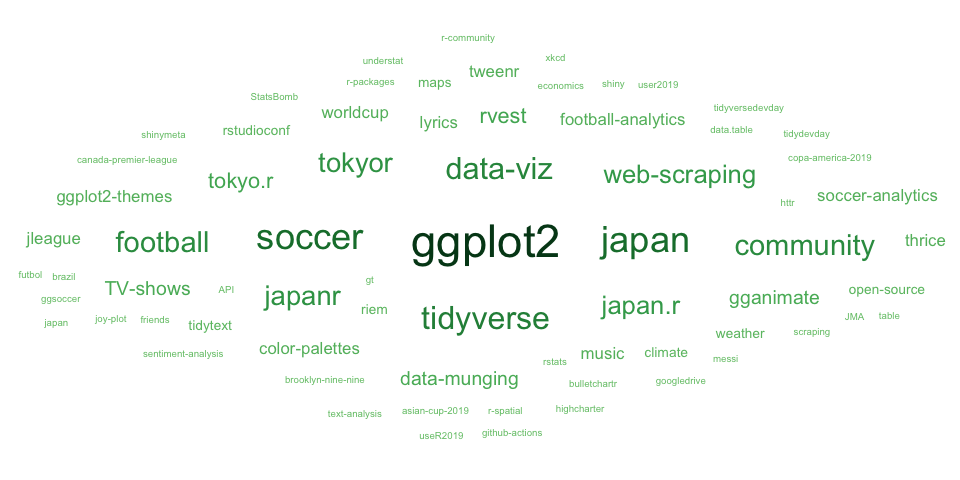 r-community
understat
xkcd
r-packages
maps
tweenr
economics
shiny
user2019
StatsBomb
worldcup
lyrics
rvest
football-analytics
tidyversedevday
shinymeta
rstudioconf
data.table
tidydevday
canada-premier-league
tokyo.r
tokyor
data-viz
web-scraping
copa-america-2019
ggplot2-themes
httr
soccer-analytics
jleague
football
soccer
ggplot2
japan
community
thrice
futbol
brazil
TV-shows
API
japanr
gt
riem
tidyverse
japan.r
gganimate
open-source
ggsoccer
japan
joy-plot
friends
tidytext
weather
scraping
JMA
table
sentiment-analysis
color-palettes
rstats
music
climate
messi
brooklyn-nine-nine
data-munging
bulletchartr
googledrive
text-analysis
asian-cup-2019
r-spatial
highcharter
useR2019
github-actions